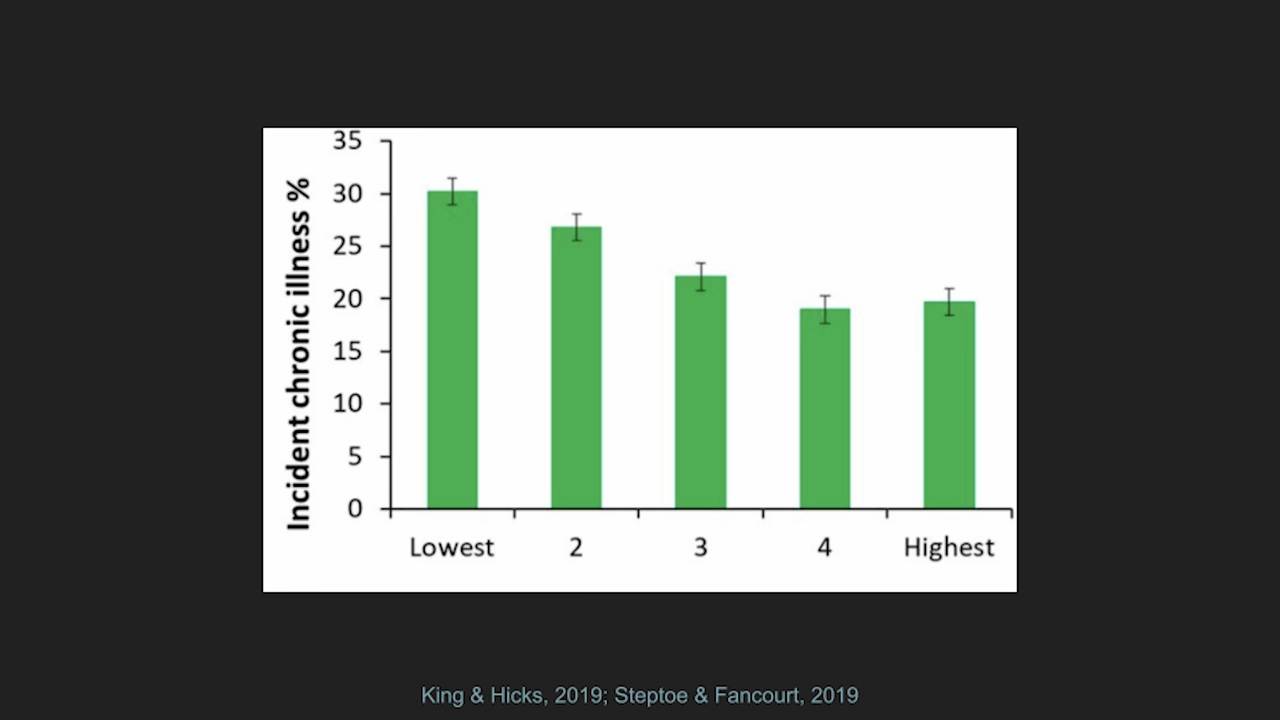 35
30
25
20
15
10
5
0
Incident chronic illness %
Lowest 2 3 4 Highest
King & Hicks, 2019; Steptoe & Fancourt, 2019